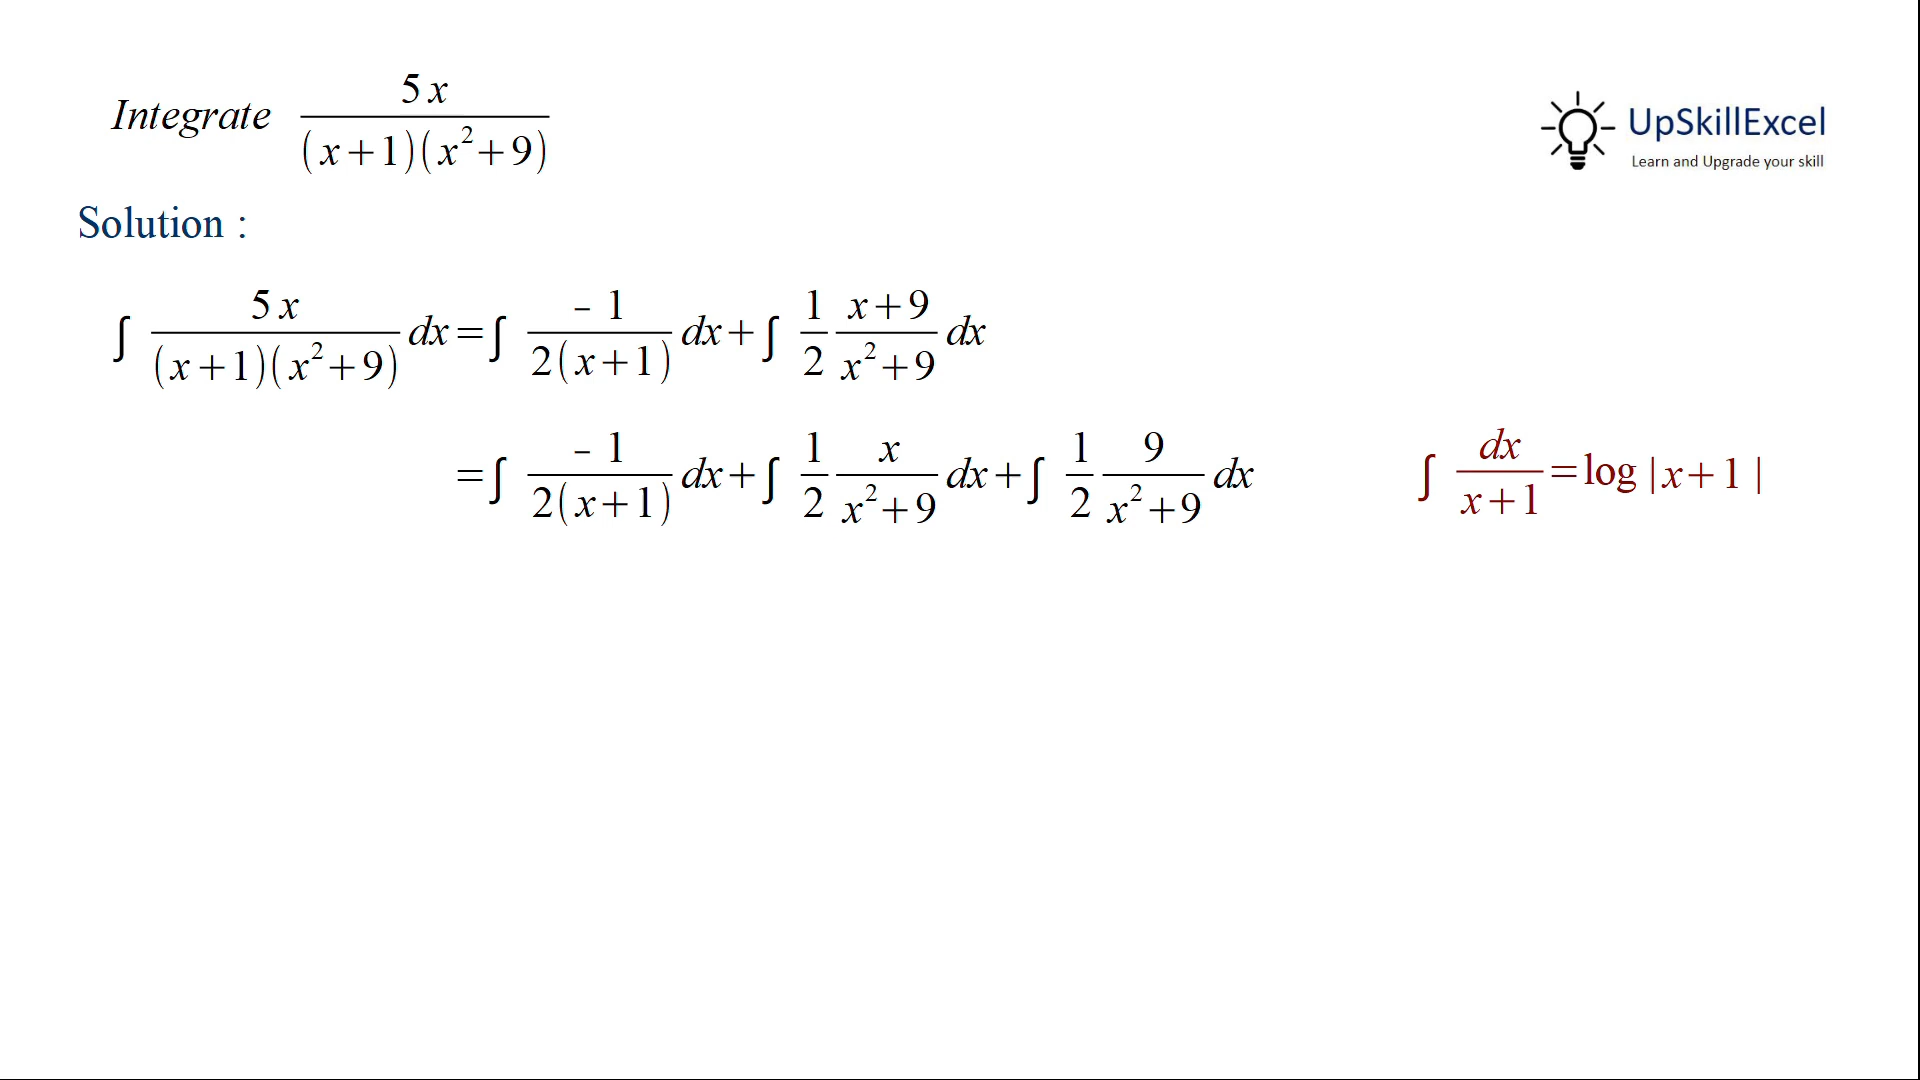 Integrate 5x / (x+1)(x²+9)
UpSkillExcel
Learn and Upgrade your skill
Solution :
∫ 5x / (x+1)(x²+9) dx = ∫ –1 / 2(x+1) dx + ∫ 1/2 x+9 / x²+9 dx
= ∫ –1 / 2(x+1) dx + ∫ 1/2 x / x²+9 dx + ∫ 1/2 9 / x²+9 dx
∫ dx / x+1 = log |x+1|